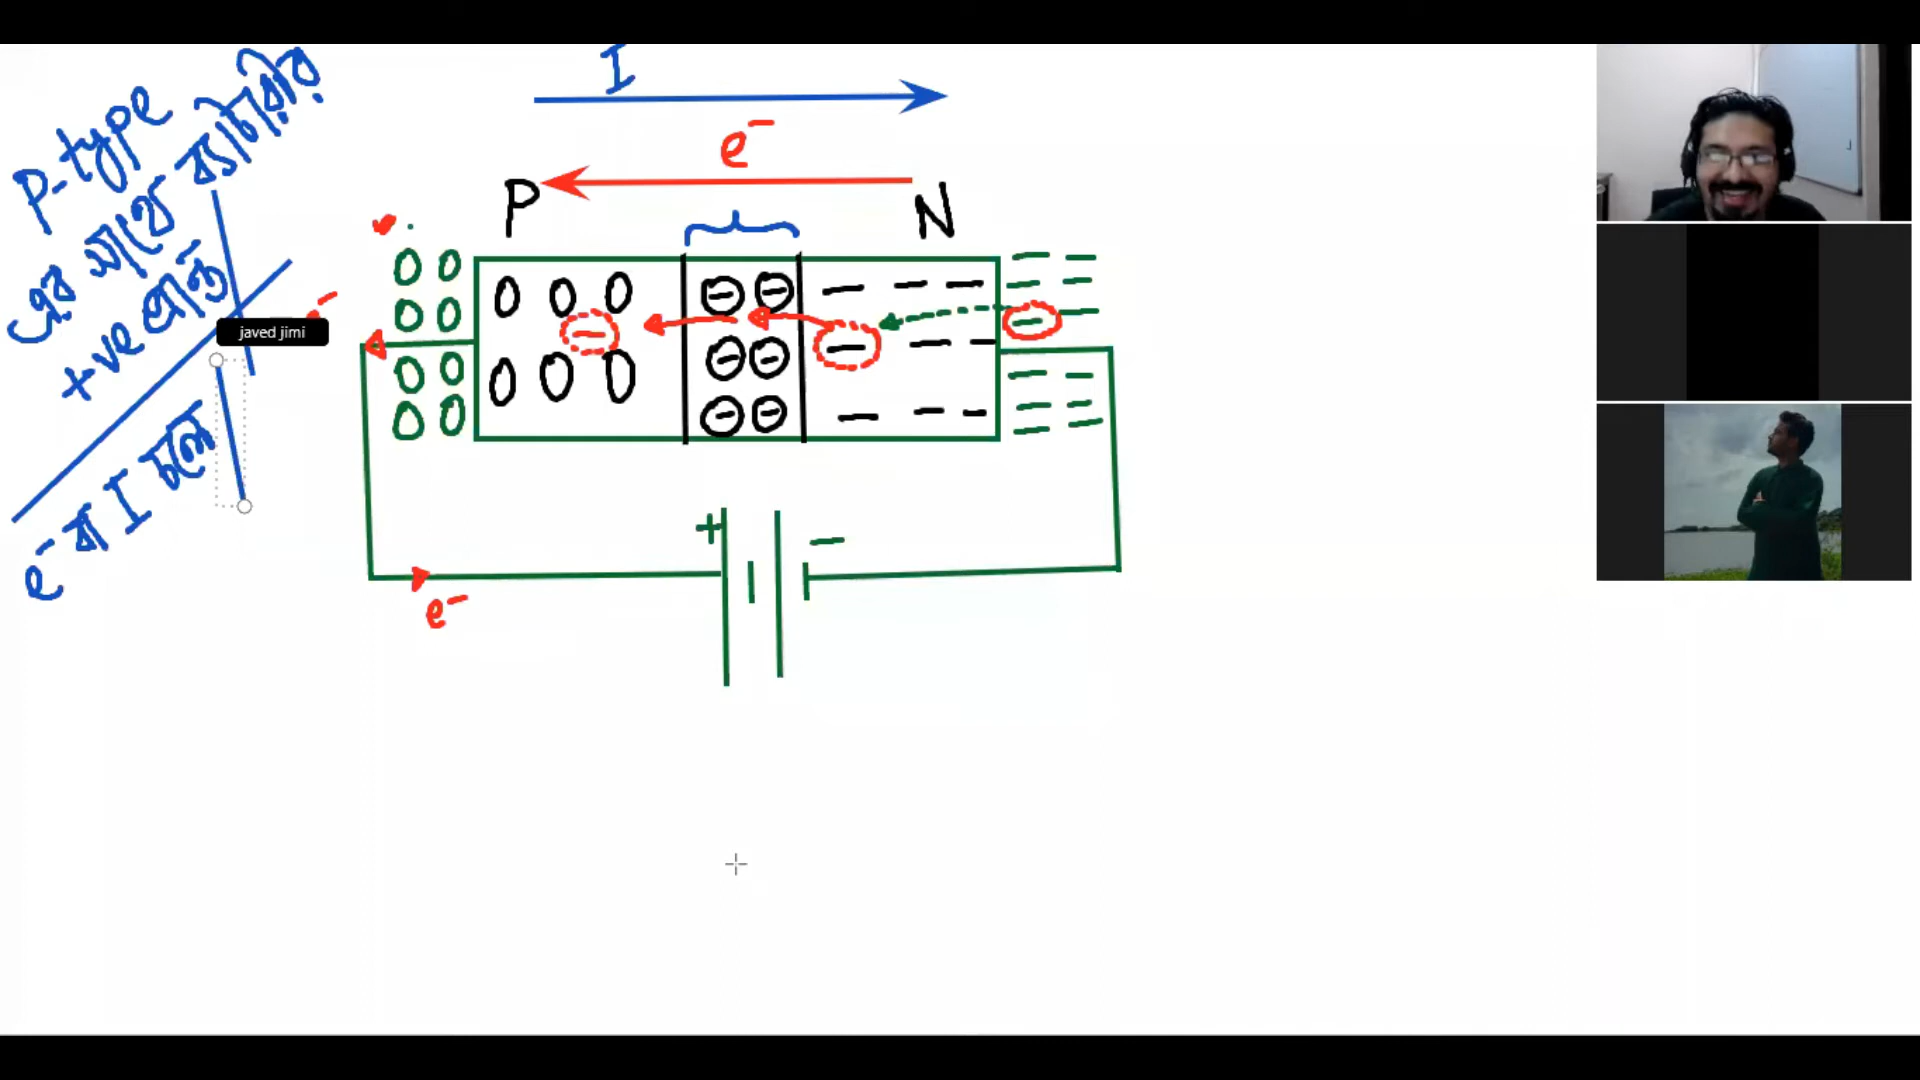 I
e⁻
P-type
এর সাথে ব্যাটারীর
+ve প্রান্ত
P
N
javed jimi
e⁻ বা I চলে
+
−
e⁻